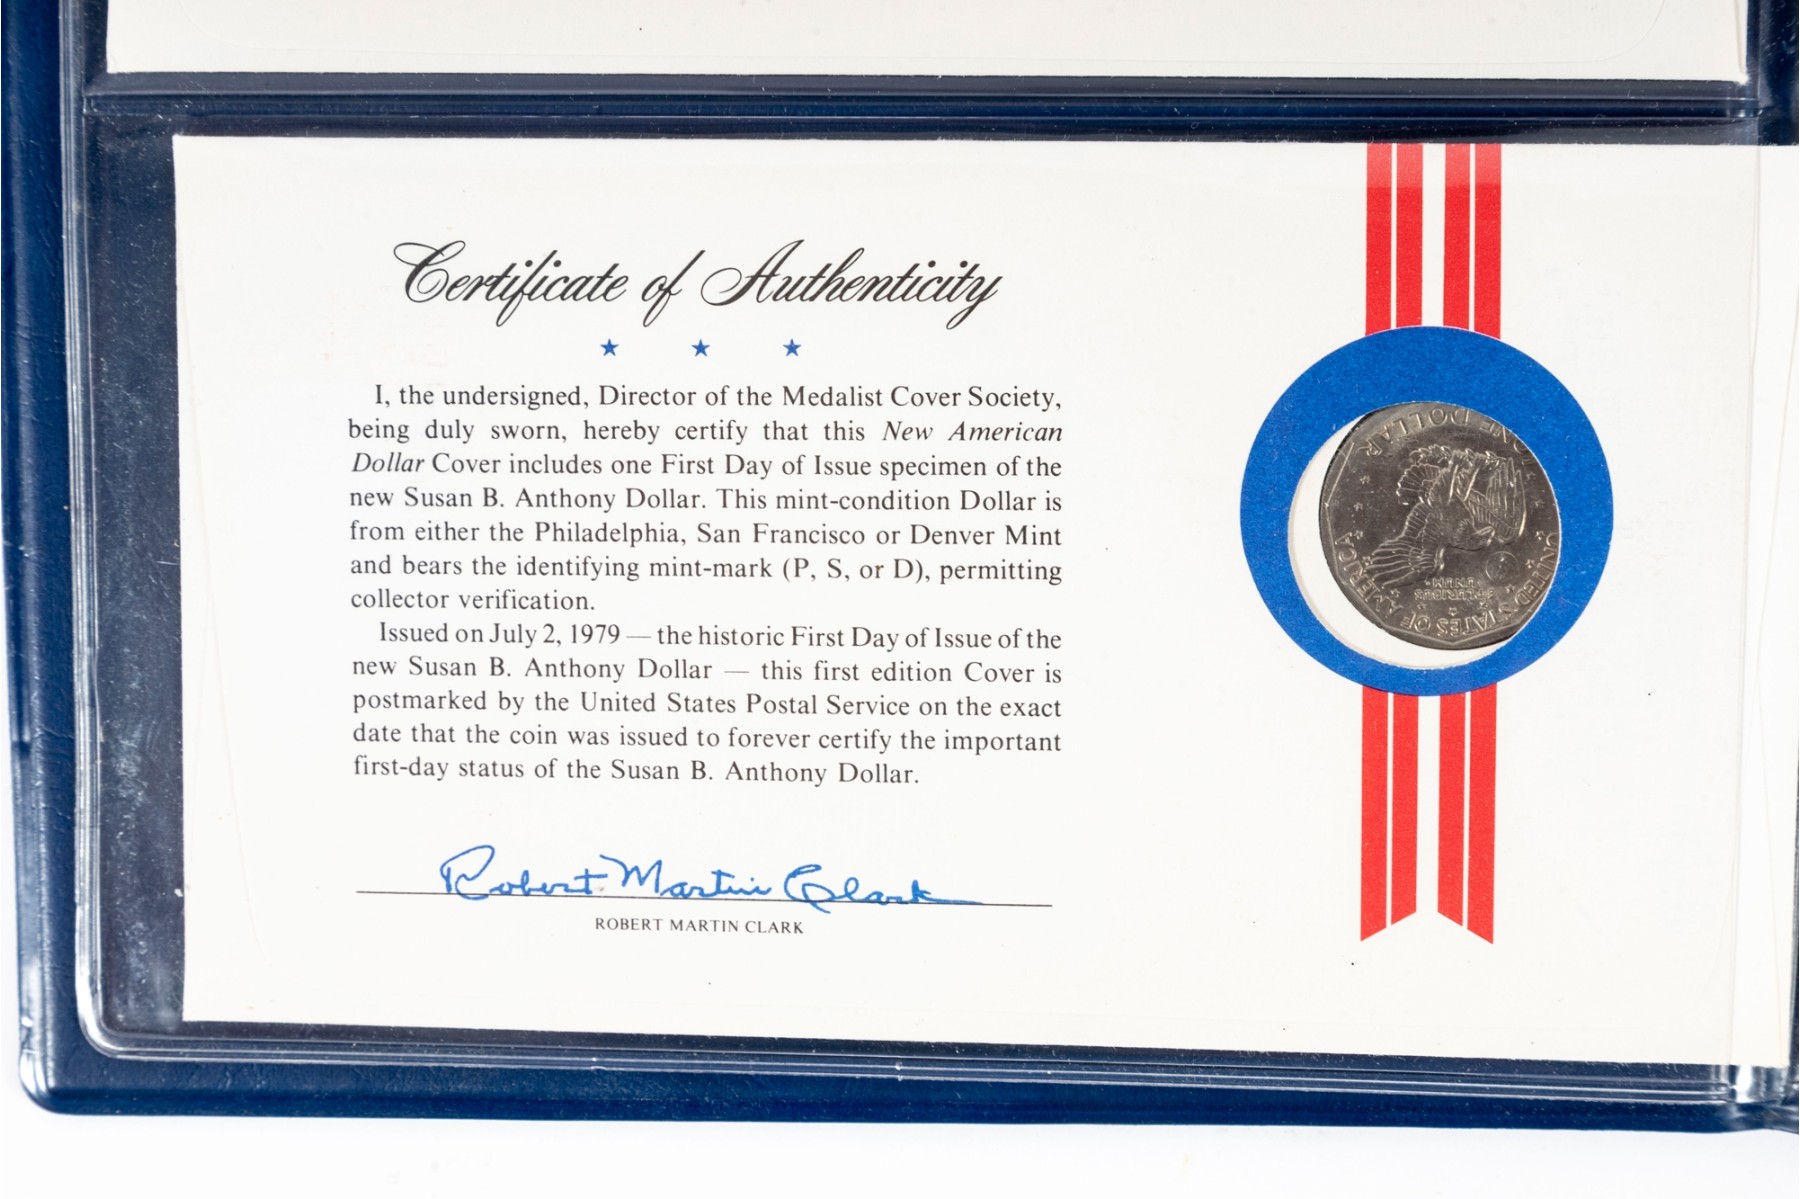 Certificate of Authenticity
I, the undersigned, Director of the Medalist Cover Society,
being duly sworn, hereby certify that this New American
Dollar Cover includes one First Day of Issue specimen of the
new Susan B. Anthony Dollar. This mint-condition Dollar is
from either the Philadelphia, San Francisco or Denver Mint
and bears the identifying mint-mark (P, S, or D), permitting
collector verification.
Issued on July 2, 1979 — the historic First Day of Issue of the
new Susan B. Anthony Dollar — this first edition Cover is
postmarked by the United States Postal Service on the exact
date that the coin was issued to forever certify the important
first-day status of the Susan B. Anthony Dollar.
Robert Martin Clark
ROBERT MARTIN CLARK
UNITED STATES OF AMERICA
E PLURIBUS
UNUM
ONE DOLLAR